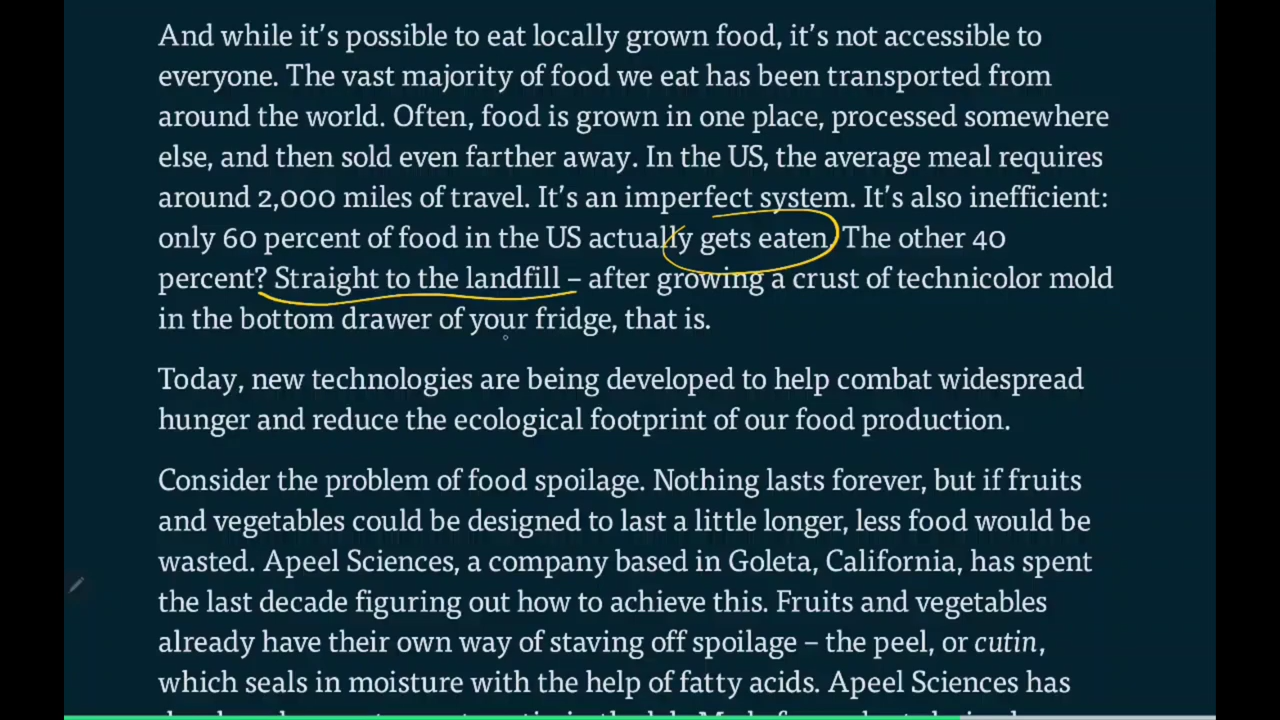 And while it’s possible to eat locally grown food, it’s not accessible to
everyone. The vast majority of food we eat has been transported from
around the world. Often, food is grown in one place, processed somewhere
else, and then sold even farther away. In the US, the average meal requires
around 2,000 miles of travel. It’s an imperfect system. It’s also inefficient:
only 60 percent of food in the US actually gets eaten. The other 40
percent? Straight to the landfill – after growing a crust of technicolor mold
in the bottom drawer of your fridge, that is.
Today, new technologies are being developed to help combat widespread
hunger and reduce the ecological footprint of our food production.
Consider the problem of food spoilage. Nothing lasts forever, but if fruits
and vegetables could be designed to last a little longer, less food would be
wasted. Apeel Sciences, a company based in Goleta, California, has spent
the last decade figuring out how to achieve this. Fruits and vegetables
already have their own way of staving off spoilage – the peel, or cutin,
which seals in moisture with the help of fatty acids. Apeel Sciences has